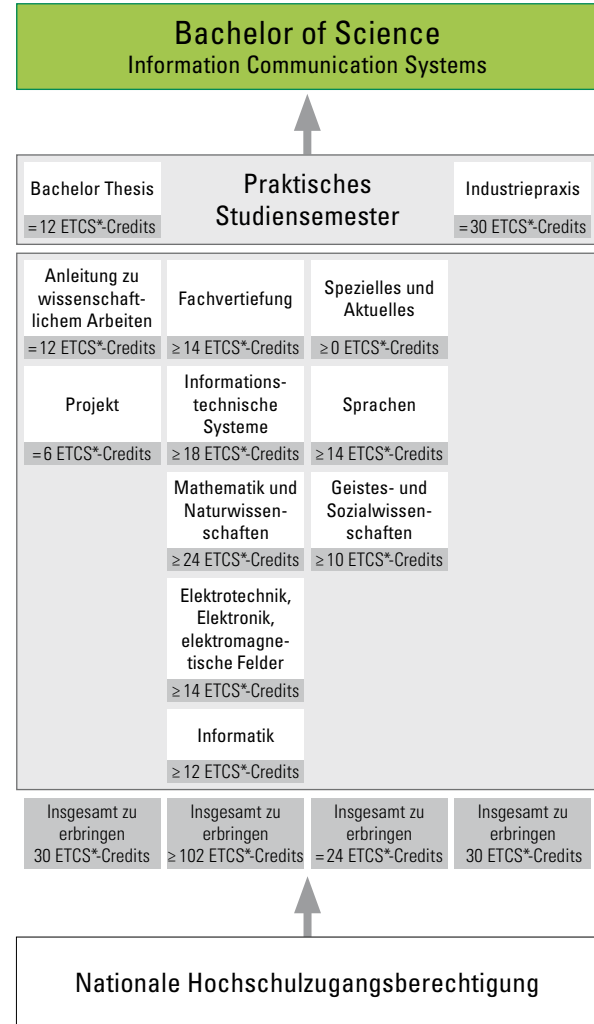 Bachelor of Science
Information Communication Systems
Bachelor Thesis
= 12 ETCS*-Credits
Praktisches
Studiensemester
Industriepraxis
= 30 ETCS*-Credits
Anleitung zu
wissenschaft-
lichem Arbeiten
= 12 ETCS*-Credits
Fachvertiefung
≥ 14 ETCS*-Credits
Spezielles und
Aktuelles
≥ 0 ETCS*-Credits
Projekt
= 6 ETCS*-Credits
Informations-
technische
Systeme
≥ 18 ETCS*-Credits
Sprachen
≥ 14 ETCS*-Credits
Mathematik und
Naturwissen-
schaften
≥ 24 ETCS*-Credits
Geistes- und
Sozialwissen-
schaften
≥ 10 ETCS*-Credits
Elektrotechnik,
Elektronik,
elektromagne-
tische Felder
≥ 14 ETCS*-Credits
Informatik
≥ 12 ETCS*-Credits
Insgesamt zu
erbringen
30 ETCS*-Credits
Insgesamt zu
erbringen
≥ 102 ETCS*-Credits
Insgesamt zu
erbringen
= 24 ETCS*-Credits
Insgesamt zu
erbringen
30 ETCS*-Credits
Nationale Hochschulzugangsberechtigung